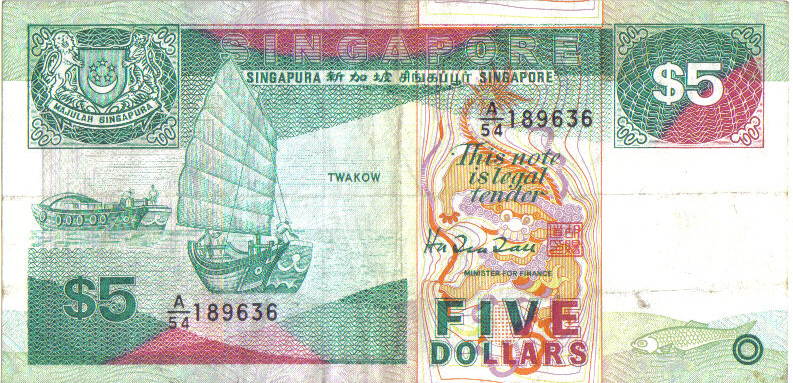 SINGAPORE
SINGAPURA 新加坡 சிங்கப்பூர் SINGAPORE
MAJULAH SINGAPURA
$5
A/54 189636
This note
is legal
tender
TWAKOW
MINISTER FOR FINANCE
$5
A/54 189636
FIVE
DOLLARS